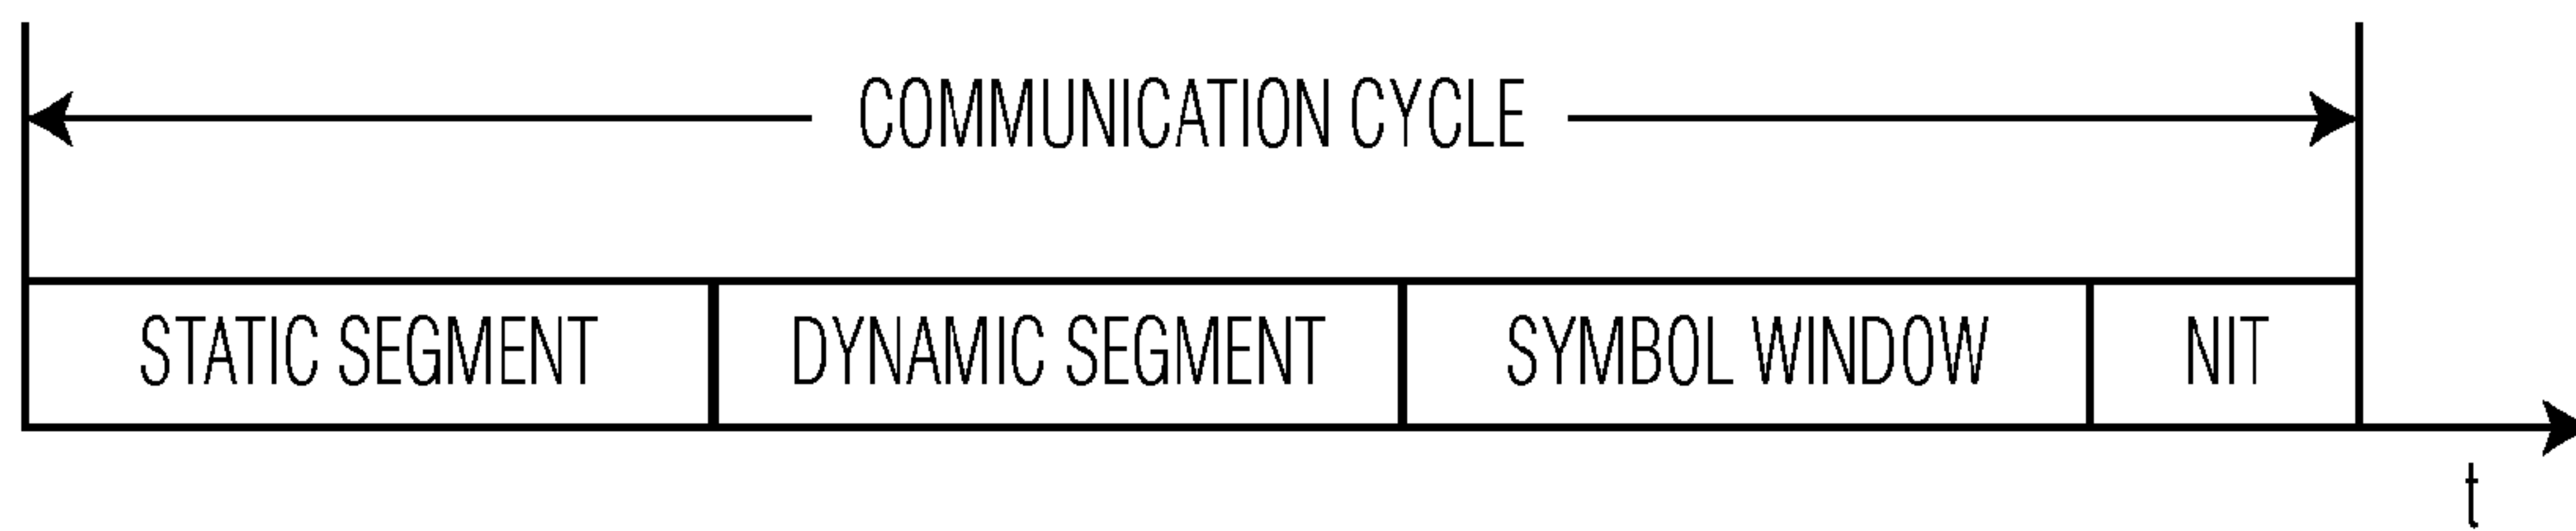 COMMUNICATION CYCLE
STATIC SEGMENT DYNAMIC SEGMENT SYMBOL WINDOW NIT
t